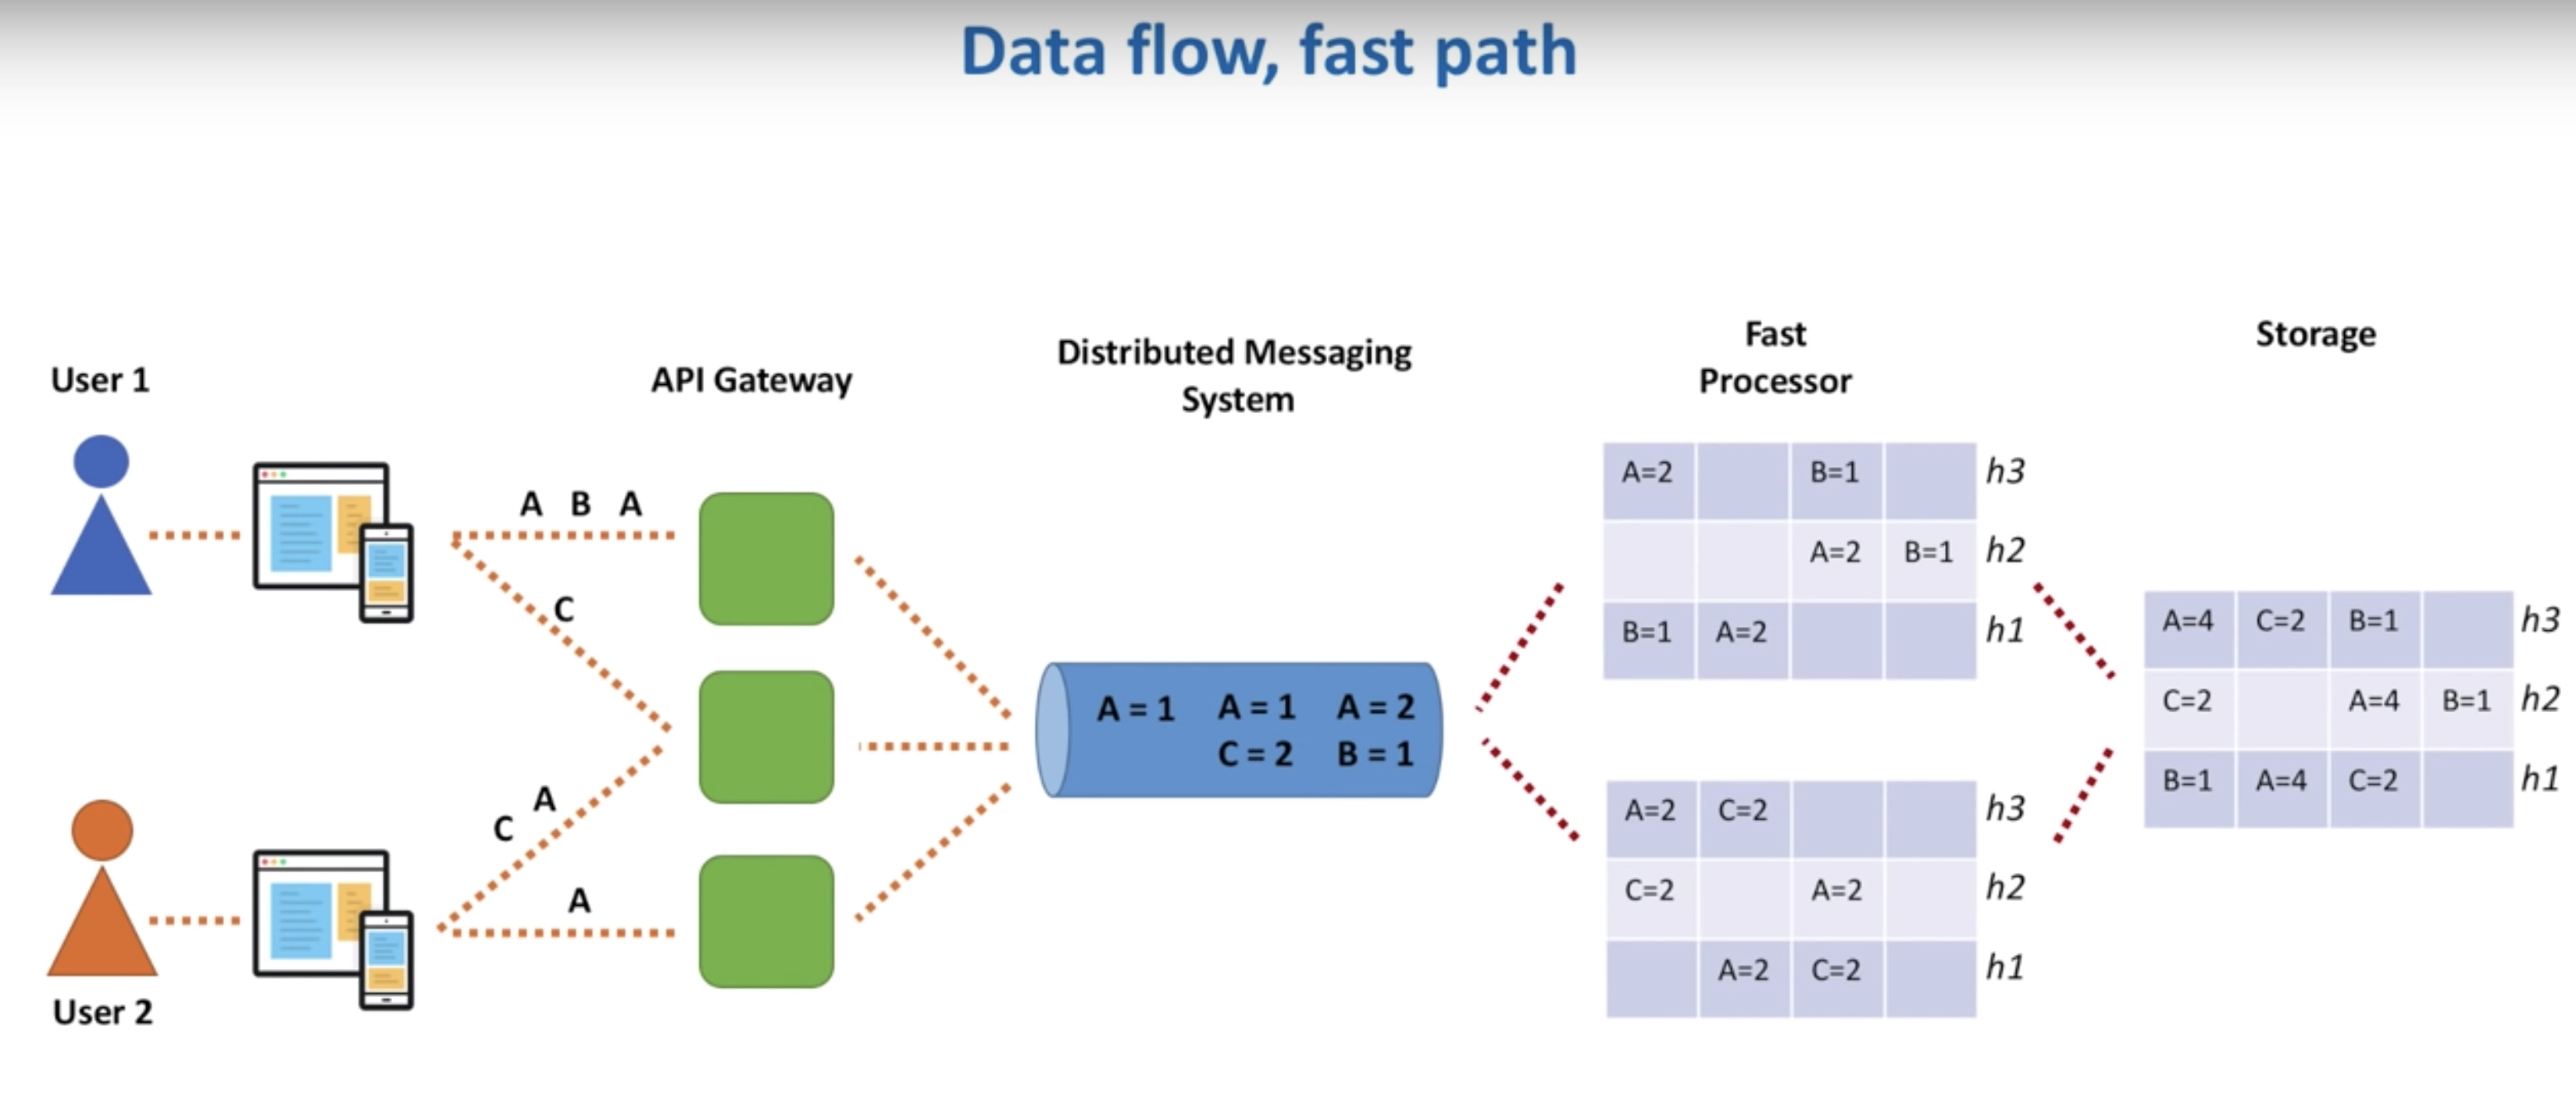 Data flow, fast path
User 1
API Gateway
Distributed Messaging
System
Fast
Processor
Storage
A B A
C
C A
A
User 2
A = 1 A = 1 A = 2
C = 2 B = 1
A=2 B=1 h3
A=2 B=1 h2
B=1 A=2 h1
A=2 C=2 h3
C=2 A=2 h2
A=2 C=2 h1
A=4 C=2 B=1 h3
C=2 A=4 B=1 h2
B=1 A=4 C=2 h1